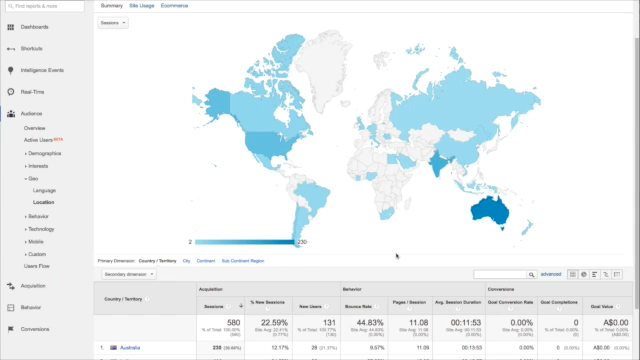 Find reports & more
Summary Site Usage Ecommerce
Sessions
Dashboards
Shortcuts
Intelligence Events
Real-Time
Audience
Overview
Active Users BETA
Demographics
Interests
Geo
Language
Location
Behavior
Technology
Mobile
Custom
Users Flow
Acquisition
Behavior
Conversions
2 230
Primary Dimension: Country / Territory City Continent Sub Continent Region
Secondary dimension
advanced
Country / Territory
Acquisition Behavior Conversions
Sessions % New Sessions New Users Bounce Rate Pages / Session Avg. Session Duration Goal Conversion Rate Goal Completions Goal Value
580 22.59% 131 44.83% 11.08 00:11:53 0.00% 0 A$0.00
1. Australia 12.17% 28 9.57% 11.09 00:13:53 0.00% 0 (0.00%) A$0.00 (0.00%)